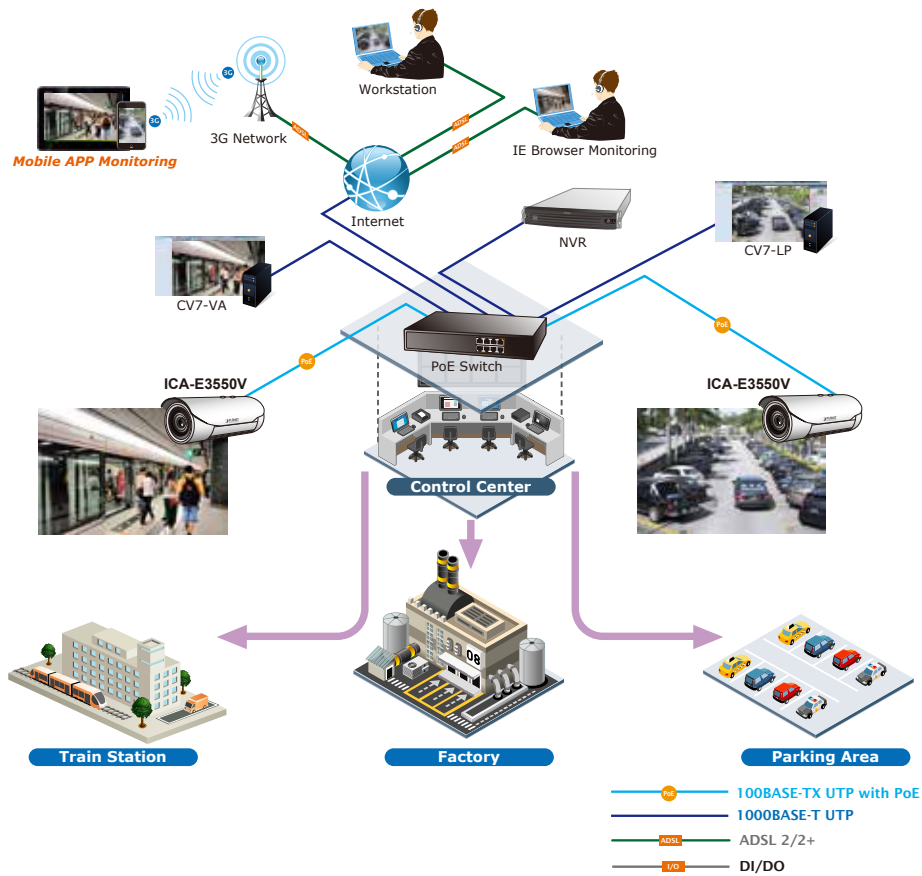 3G
3G
Workstation
3G Network
ADSL
ADSL
ADSL
IE Browser Monitoring
Mobile APP Monitoring
Internet
NVR
CV7-LP
CV7-VA
PoE
PoE Switch
PoE
ICA-E3550V
ICA-E3550V
Control Center
08
Train Station
Factory
Parking Area
PoE 100BASE-TX UTP with PoE
1000BASE-T UTP
ADSL ADSL 2/2+
I/O DI/DO